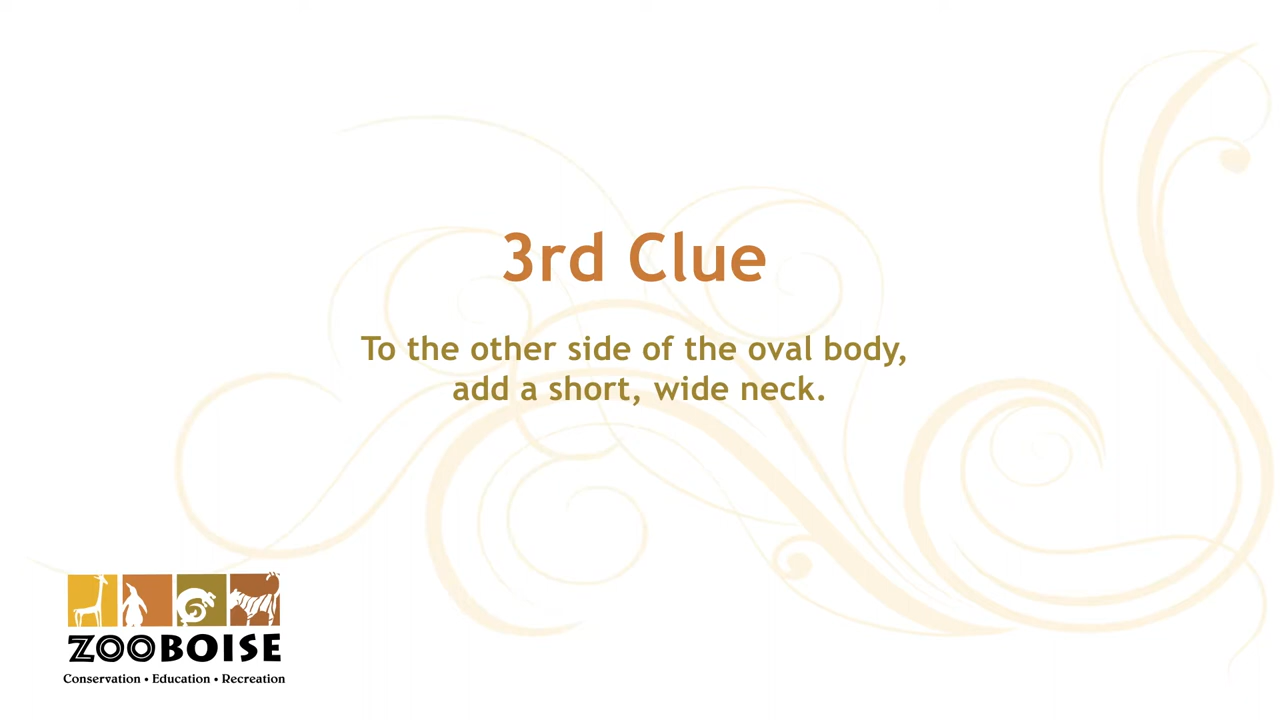 3rd Clue
To the other side of the oval body,
add a short, wide neck.
ZOOBOISE
Conservation • Education • Recreation